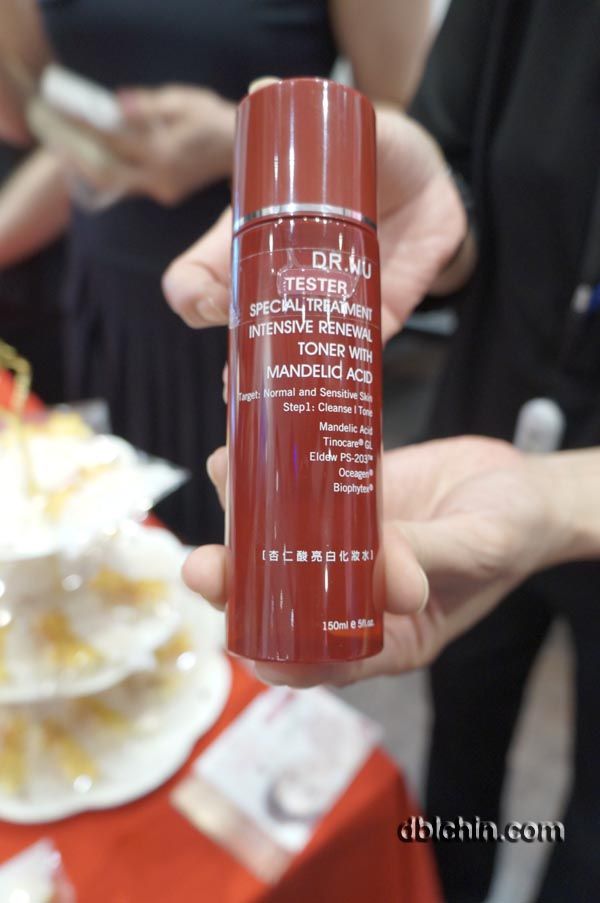 DR.WU
TESTER
SPECIAL TREATMENT
INTENSIVE RENEWAL
TONER WITH
MANDELIC ACID
Target: Normal and Sensitive Skin
Step1: Cleanse l Tone
Mandelic Acid
Tinocare® GL
Eldew PS-203™
Oceagen®
Biophytex®
[杏仁酸亮白化妝水]
150ml e 5fl.oz.
dblchin.com